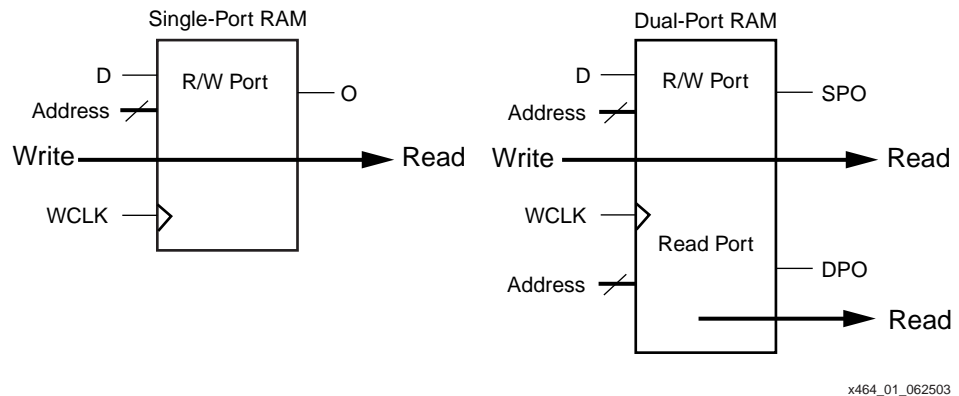 Single-Port RAM
D
R/W Port
O
Address
Write
Read
WCLK
Dual-Port RAM
D
R/W Port
SPO
Address
Write
Read
WCLK
Read Port
DPO
Address
Read
x464_01_062503